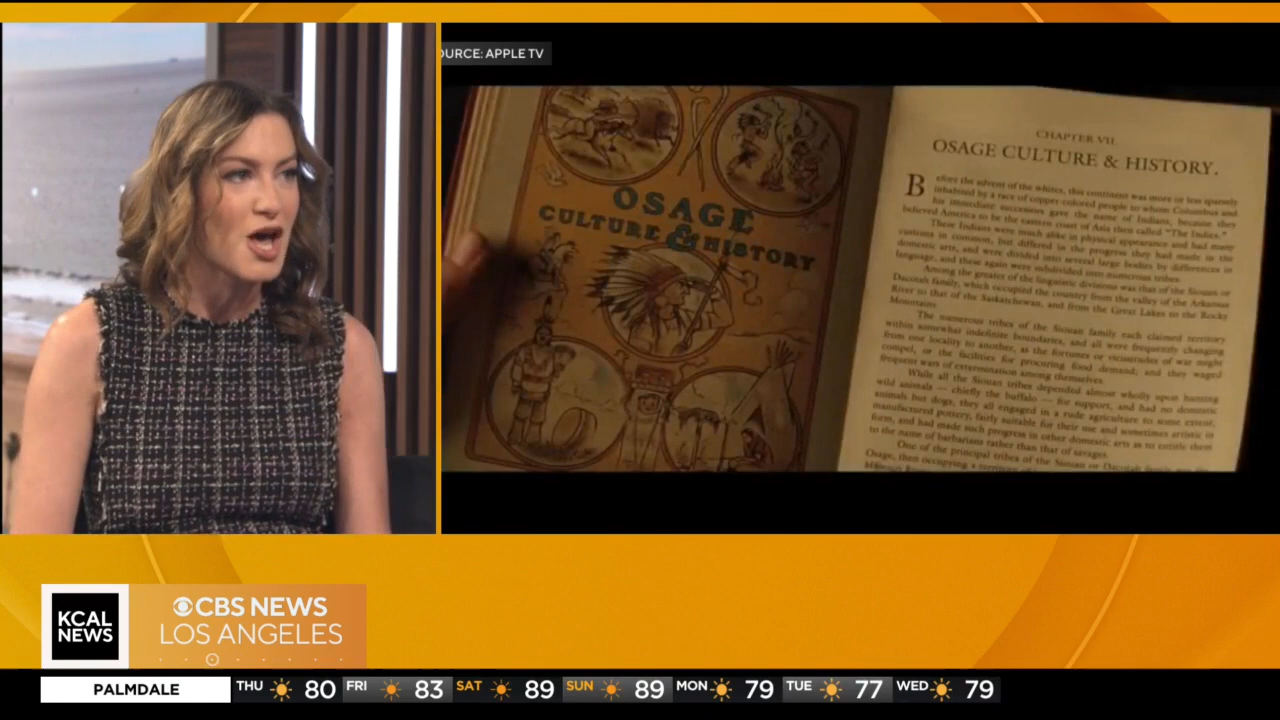 OURCE: APPLE TV
OSAGE
CULTURE & HISTORY
CHAPTER VII.
OSAGE CULTURE & HISTORY.
Before the advent of the whites, this continent was more or less sparsely
inhabited by a race of copper colored people to whom Columbus and
his immediate successors gave the name of Indians, because they
believed America to be the eastern coast of Asia then called "The Indies."
These Indians were much alike in physical appearance and had many
customs in common, but differed in the progress they had made in the
domestic arts, and were divided into several large bodies by differences in
language, and these again were subdivided into numerous tribes.
Among the greater of the linguistic divisions was that of the Siouan or
Dacotah family, which occupied the country from the valley of the Arkansas
River to that of the Saskatchewan, and from the Great Lakes to the Rocky
Mountains
The numerous tribes of the Siouan family each claimed territory
within somewhat indefinite boundaries, and all were frequently changing
from one locality to another, as the fortunes or vicissitudes of war might
compel, or the facilities for procuring food demand; and they waged
frequent wars of extermination among themselves.
While all the Siouan tribes depended almost wholly upon hunting
wild animals — chiefly the buffalo — for support, and had no domestic
animals but dogs, they all engaged in a rude agriculture to some extent,
manufactured pottery, fairly suitable for their use and sometimes artistic in
form, and had made such progress in other domestic arts as to entitle them
to the name of barbarians rather than that of savages.
One of the principal tribes of the Siouan or Dacotah family was the
Osage, then occupying a territory of
KCAL
NEWS
CBS NEWS
LOS ANGELES
PALMDALE THU 80 FRI 83 SAT 89 SUN 89 MON 79 TUE 77 WED 79